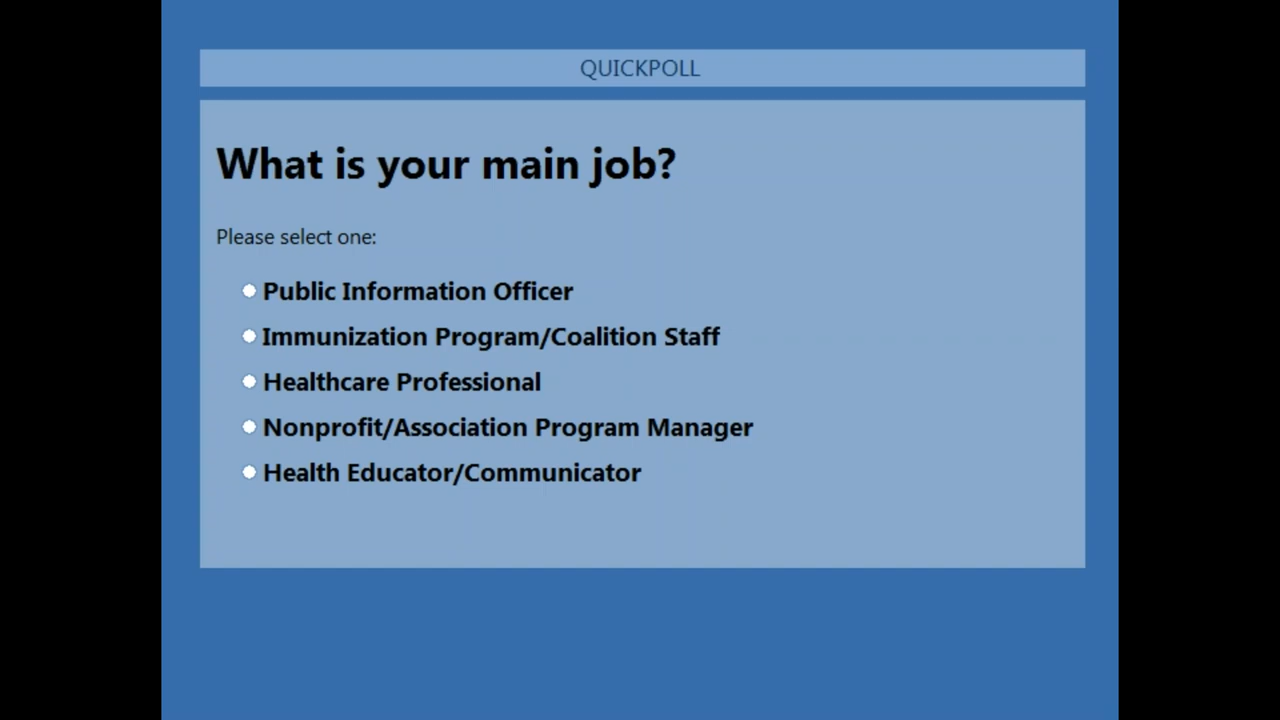 QUICKPOLL
What is your main job?
Please select one:
Public Information Officer
Immunization Program/Coalition Staff
Healthcare Professional
Nonprofit/Association Program Manager
Health Educator/Communicator